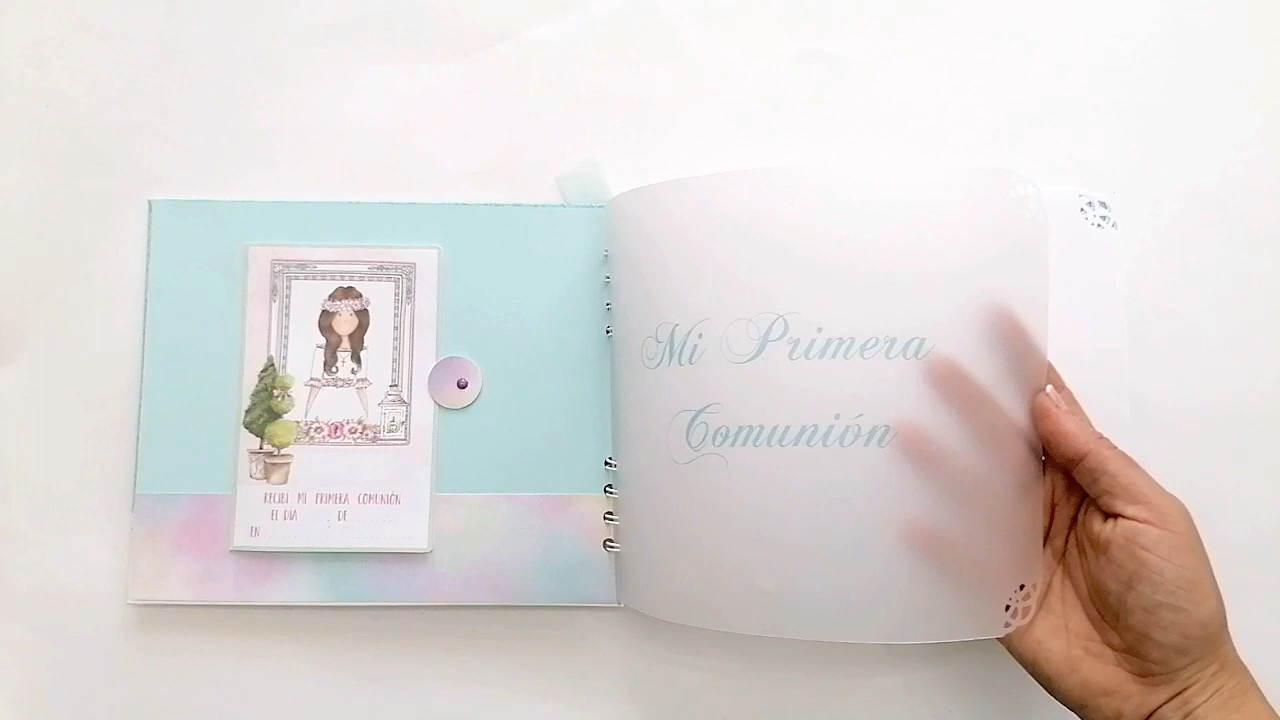 RECIBÍ MI PRIMERA COMUNIÓN
EL DÍA DE
EN
Mi Primera
Comunión